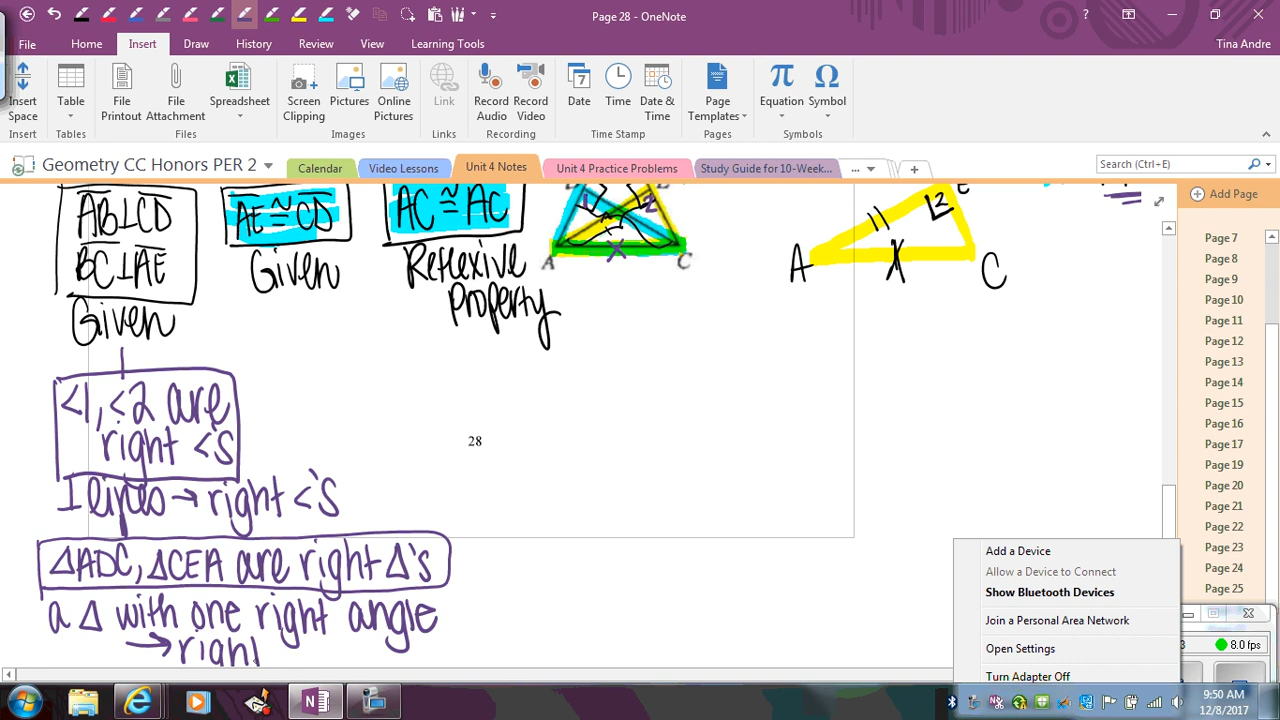 Page 28 - OneNote
?
File
Home
Insert
Draw
History
Review
View
Learning Tools
Tina Andre
Insert Space
Table
File Printout
File Attachment
Spreadsheet
Screen Clipping
Pictures
Online Pictures
Link
Record Audio
Record Video
Date
Time
Date & Time
Page Templates
Equation
Symbol
π
Ω
Insert
Tables
Files
Images
Links
Recording
Time Stamp
Pages
Symbols
Geometry CC Honors PER 2
Calendar
Video Lessons
Unit 4 Notes
Unit 4 Practice Problems
Study Guide for 10-Week...
...
Search (Ctrl+E)
Add Page
Page 7
Page 8
Page 9
Page 10
Page 11
Page 12
Page 13
Page 14
Page 15
Page 16
Page 17
Page 18
Page 19
Page 20
Page 21
Page 22
Page 23
Page 24
Page 25
AB⊥CD
BC⊥AE
Given
AE≅CD
Given
AC≅AC
Reflexive
Property
1
2
A
C
X
2
A
C
<1, <2 are
right <'s
⊥ lines → right <'s
ΔADC, ΔCEA are right Δ's
a Δ with one right angle
→ right
28
Add a Device
Allow a Device to Connect
Show Bluetooth Devices
Join a Personal Area Network
Open Settings
Turn Adapter Off
8.0 fps
9:50 AM
12/8/2017